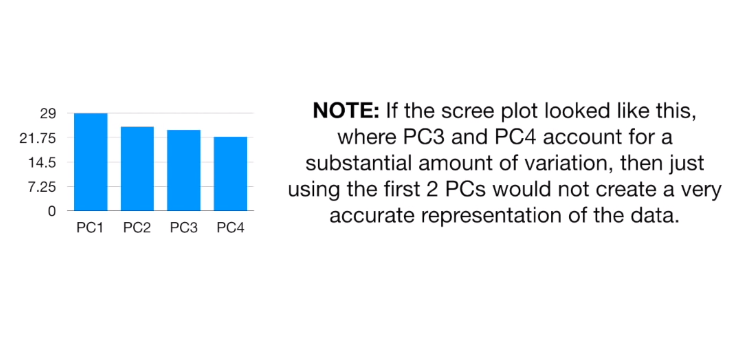 29
21.75
14.5
7.25
0
PC1 PC2 PC3 PC4
NOTE: If the scree plot looked like this,
where PC3 and PC4 account for a
substantial amount of variation, then just
using the first 2 PCs would not create a very
accurate representation of the data.